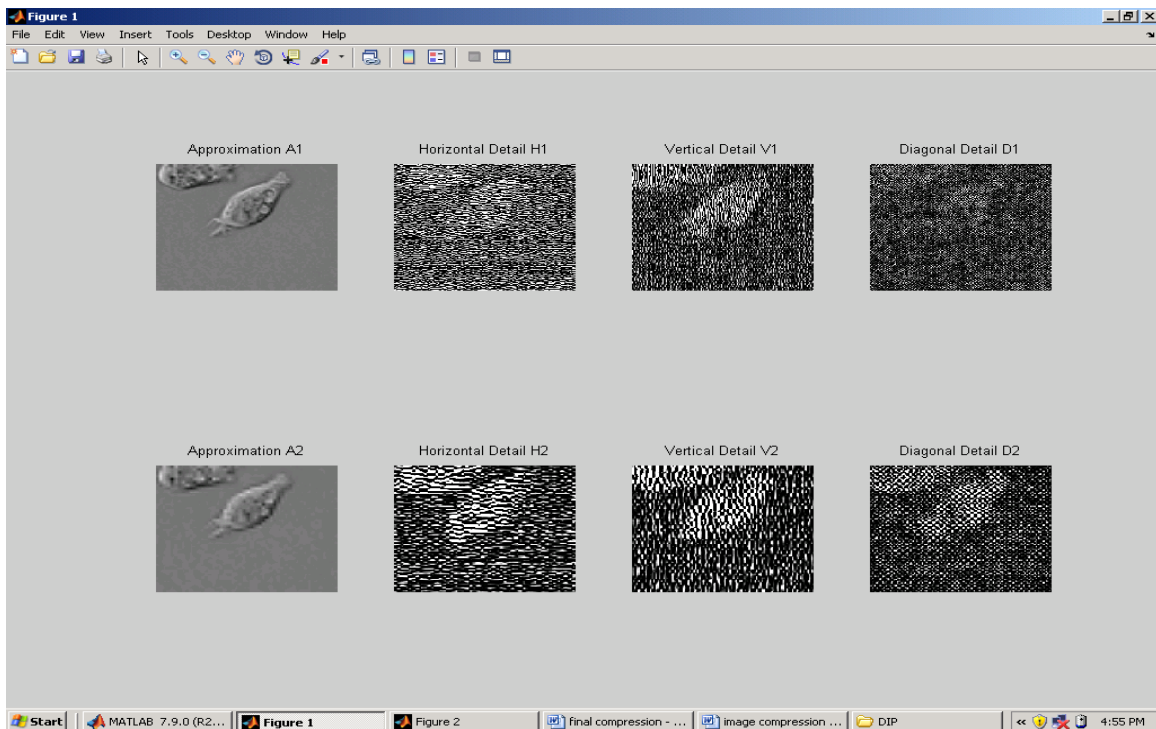 Figure 1
File Edit View Insert Tools Desktop Window Help
Approximation A1 Horizontal Detail H1 Vertical Detail V1 Diagonal Detail D1
Approximation A2 Horizontal Detail H2 Vertical Detail V2 Diagonal Detail D2
Start MATLAB 7.9.0 (R2... Figure 1 Figure 2 final compression - ... image compression ... DIP « 4:55 PM